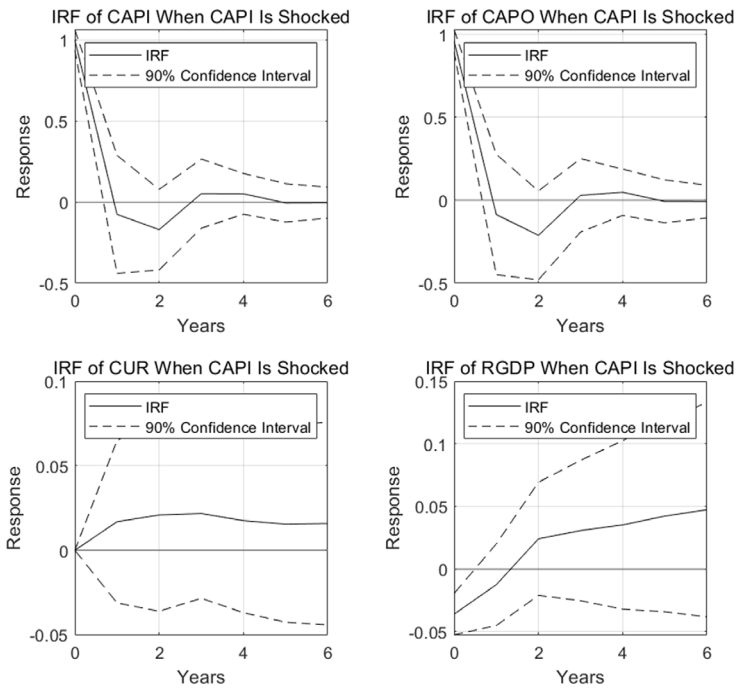 IRF of CAPI When CAPI Is Shocked
1
0.5
0
-0.5
Response
IRF
90% Confidence Interval
0 2 4 6
Years
IRF of CAPO When CAPI Is Shocked
1
0.5
0
-0.5
Response
IRF
90% Confidence Interval
0 2 4 6
Years
IRF of CUR When CAPI Is Shocked
0.1
0.05
0
-0.05
Response
IRF
90% Confidence Interval
0 2 4 6
Years
IRF of RGDP When CAPI Is Shocked
0.15
0.1
0.05
0
-0.05
Response
IRF
90% Confidence Interval
0 2 4 6
Years